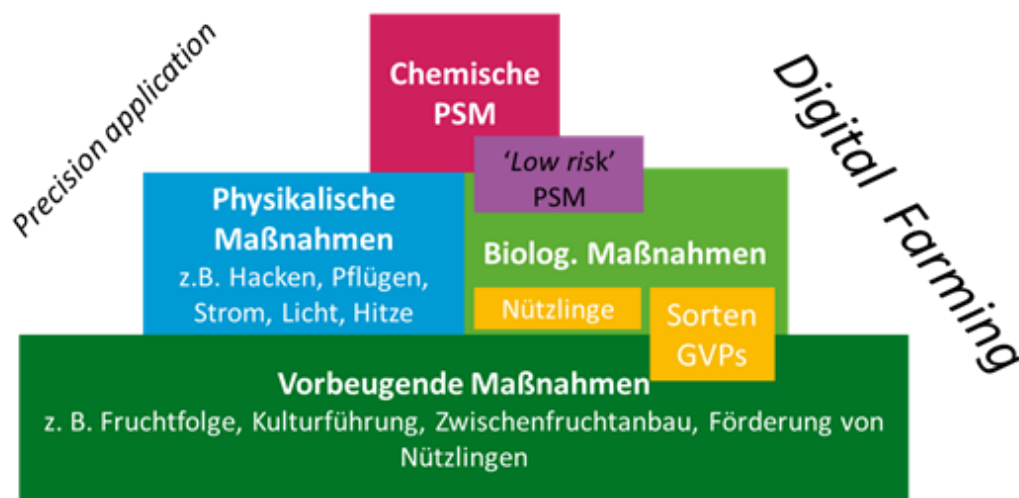 Precision application
Chemische
PSM
Digital Farming
'Low risk'
PSM
Physikalische
Maßnahmen
z.B. Hacken, Pflügen,
Strom, Licht, Hitze
Biolog. Maßnahmen
Nützlinge
Sorten
GVPs
Vorbeugende Maßnahmen
z. B. Fruchtfolge, Kulturführung, Zwischenfruchtanbau, Förderung von
Nützlingen